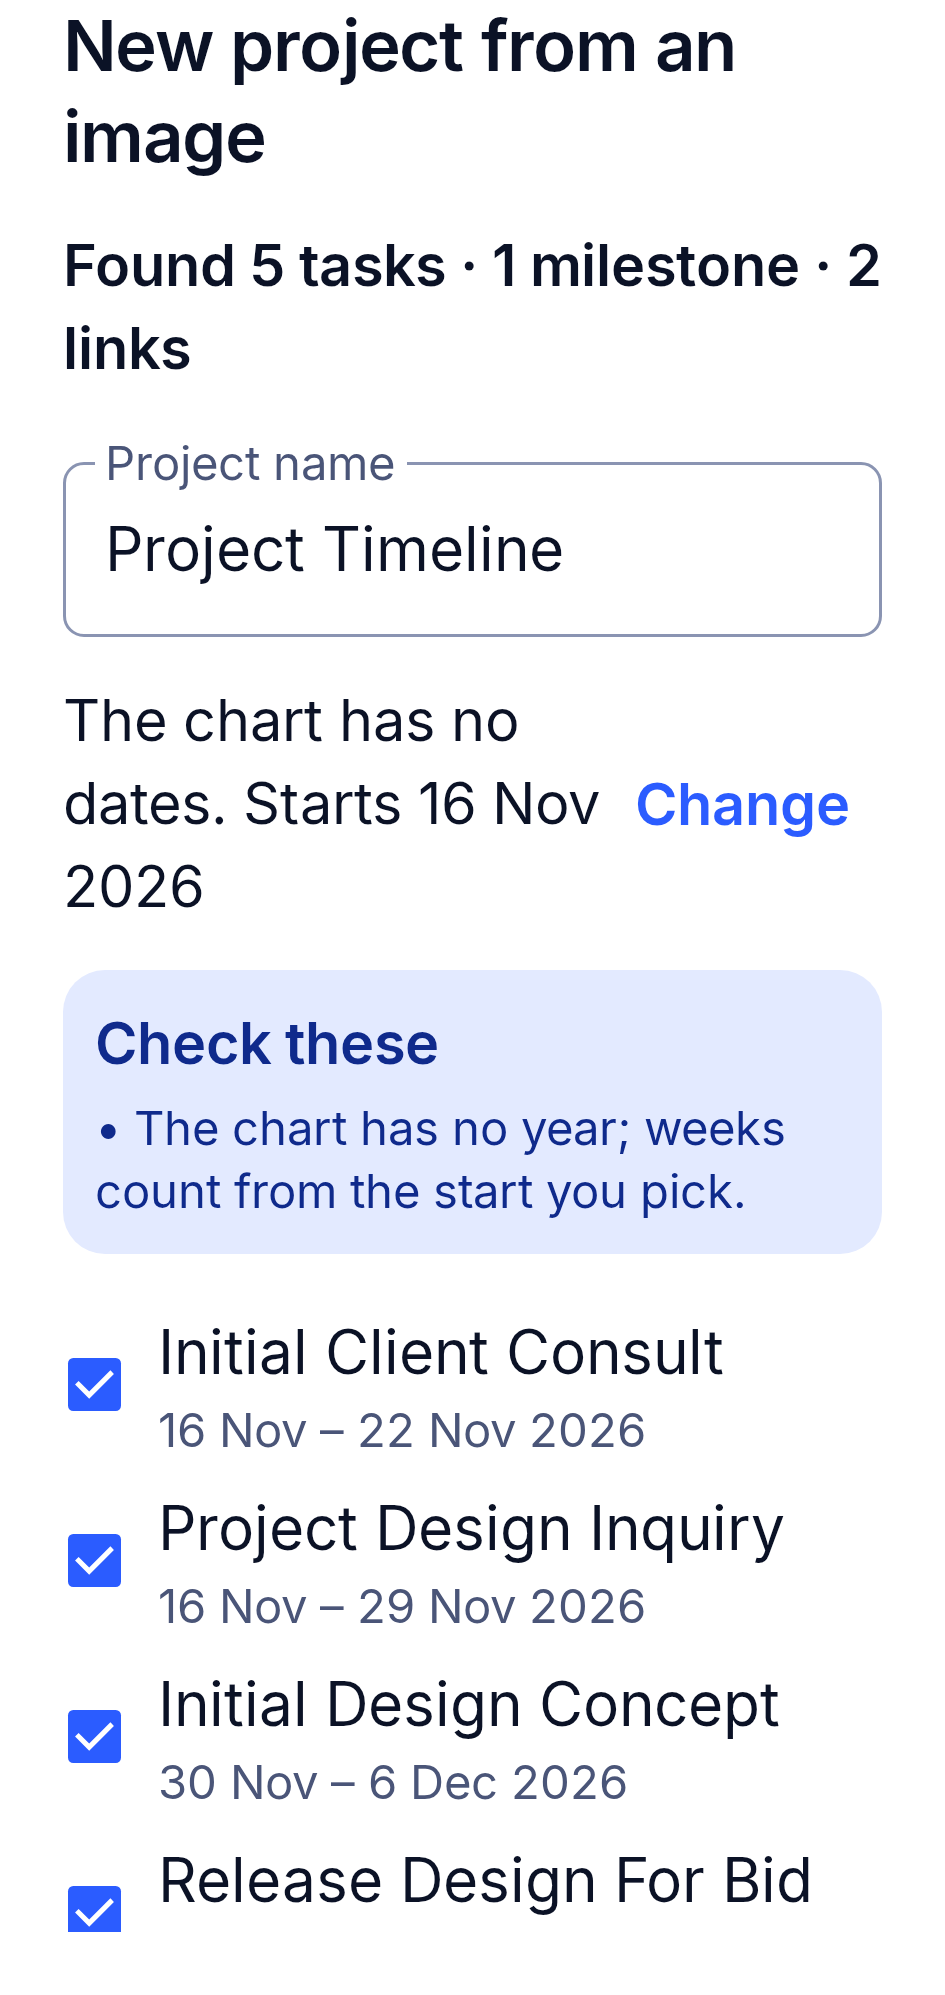 New project from an
image
Found 5 tasks · 1 milestone · 2
links
Project name
Project Timeline
The chart has no
dates. Starts 16 Nov
2026
Change
Check these
• The chart has no year; weeks
count from the start you pick.
Initial Client Consult
16 Nov – 22 Nov 2026
Project Design Inquiry
16 Nov – 29 Nov 2026
Initial Design Concept
30 Nov – 6 Dec 2026
Release Design For Bid